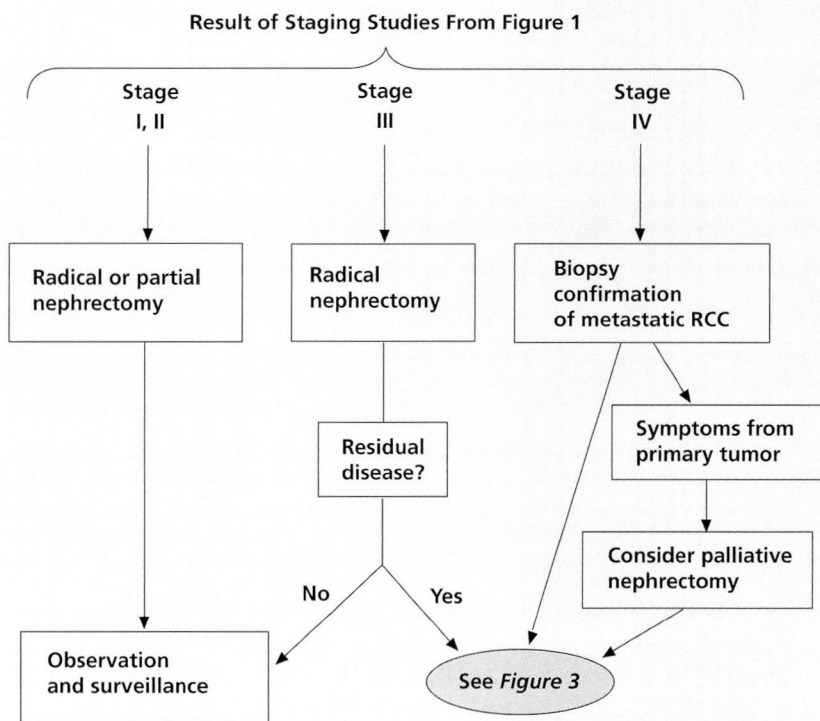 Result of Staging Studies From Figure 1
Stage
I, II
Stage
III
Stage
IV
Radical or partial
nephrectomy
Radical
nephrectomy
Biopsy
confirmation
of metastatic RCC
Residual
disease?
Symptoms from
primary tumor
Consider palliative
nephrectomy
No
Yes
Observation
and surveillance
See Figure 3